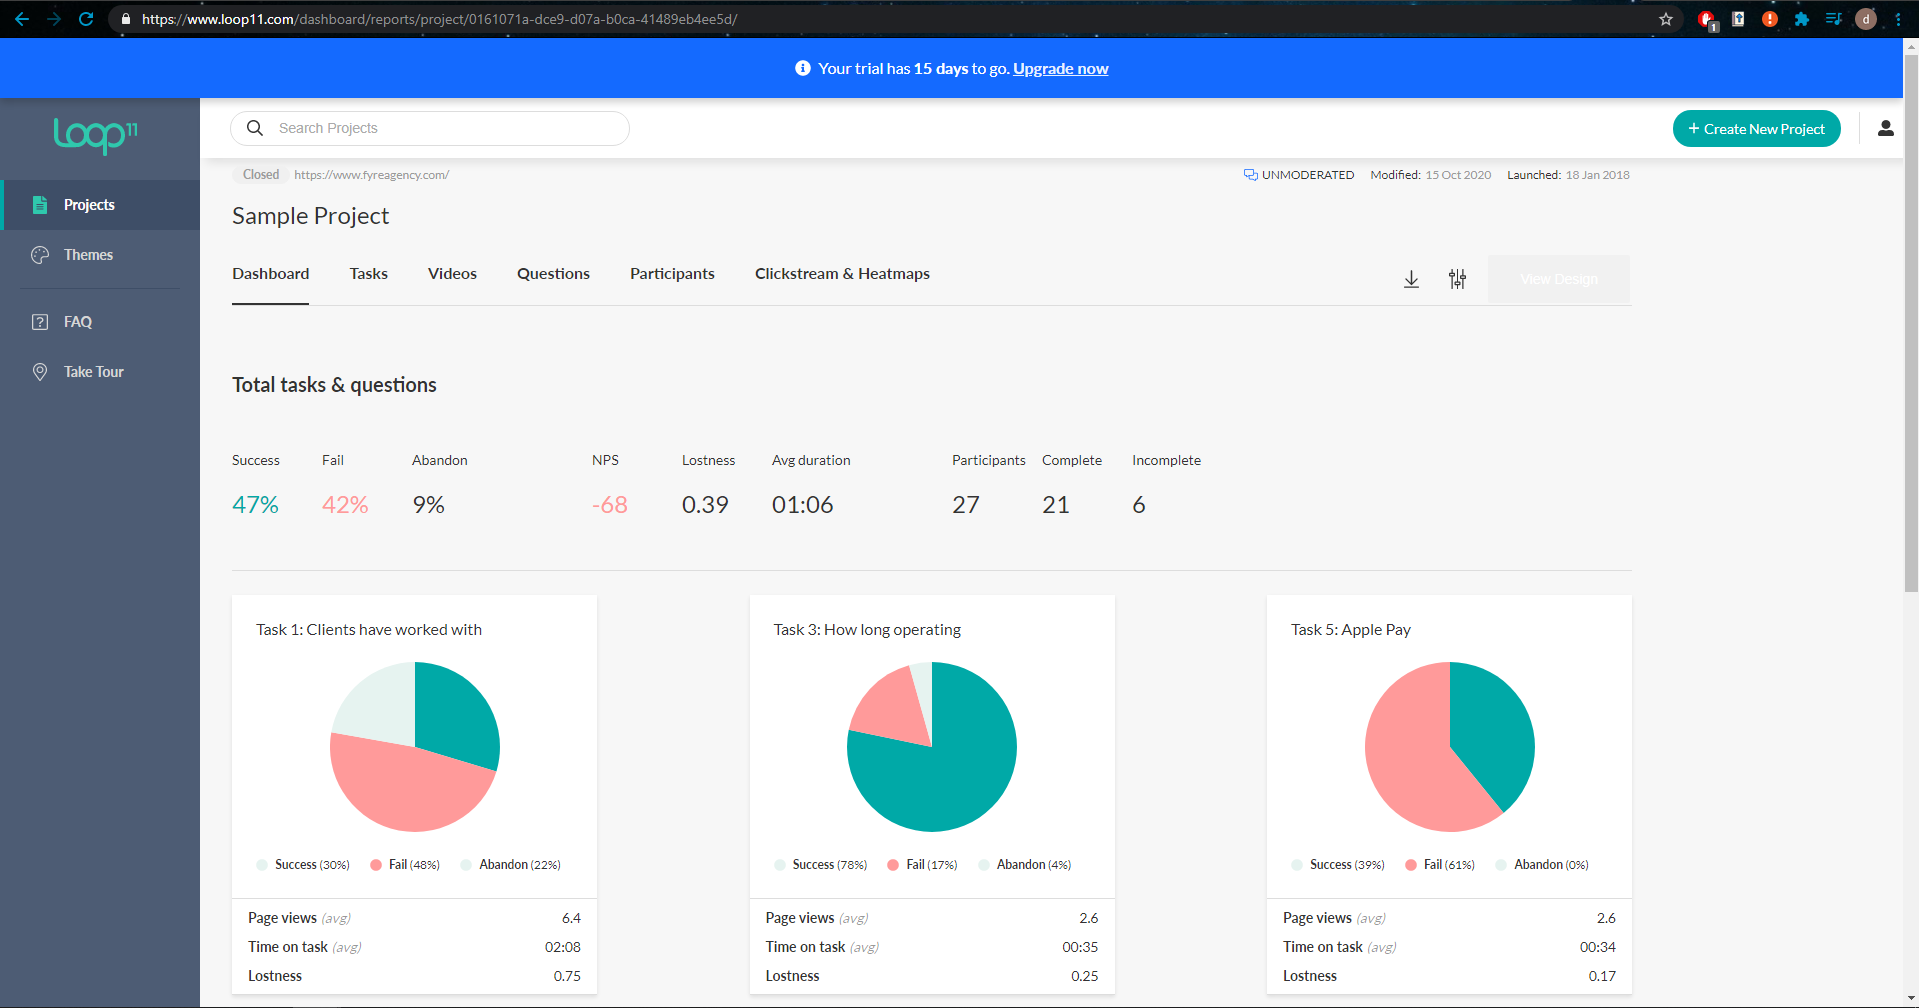 https://www.loop11.com/dashboard/reports/project/0161071a-dce9-d07a-b0ca-41489eb4ee5d/
1
d
Your trial has 15 days to go. Upgrade now
Loop11
Search Projects
+ Create New Project
Projects
Themes
FAQ
Take Tour
Closed https://www.fyreagency.com/
UNMODERATED Modified: 15 Oct 2020 Launched: 18 Jan 2018
Sample Project
Dashboard Tasks Videos Questions Participants Clickstream & Heatmaps
View Design
Total tasks & questions
Success Fail Abandon NPS Lostness Avg duration Participants Complete Incomplete
47% 42% 9% -68 0.39 01:06 27 21 6
Task 1: Clients have worked with
Success (30%) Fail (48%) Abandon (22%)
Page views (avg) 6.4
Time on task (avg) 02:08
Lostness 0.75
Task 3: How long operating
Success (78%) Fail (17%) Abandon (4%)
Page views (avg) 2.6
Time on task (avg) 00:35
Lostness 0.25
Task 5: Apple Pay
Success (39%) Fail (61%) Abandon (0%)
Page views (avg) 2.6
Time on task (avg) 00:34
Lostness 0.17